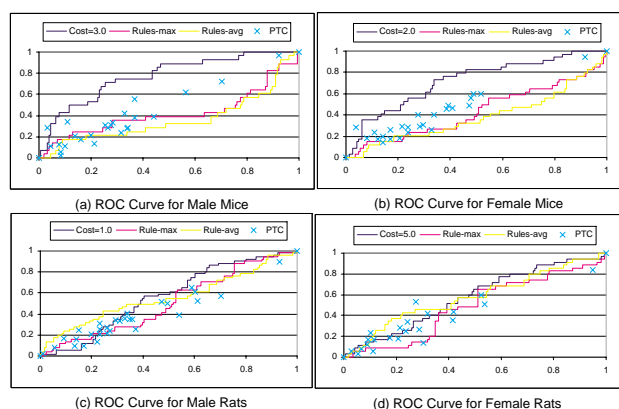 Cost=3.0 Rules-max Rules-avg PTC
1
0.8
0.6
0.4
0.2
0
0 0.2 0.4 0.6 0.8 1
(a) ROC Curve for Male Mice
Cost=2.0 Rules-max Rules-avg PTC
1
0.8
0.6
0.4
0.2
0
0 0.2 0.4 0.6 0.8 1
(b) ROC Curve for Female Mice
Cost=1.0 Rule-max Rule-avg PTC
1
0.8
0.6
0.4
0.2
0
0 0.2 0.4 0.6 0.8 1
(c) ROC Curve for Male Rats
Cost=5.0 Rule-max Rules-avg PTC
1
0.8
0.6
0.4
0.2
0
0 0.2 0.4 0.6 0.8 1
(d) ROC Curve for Female Rats